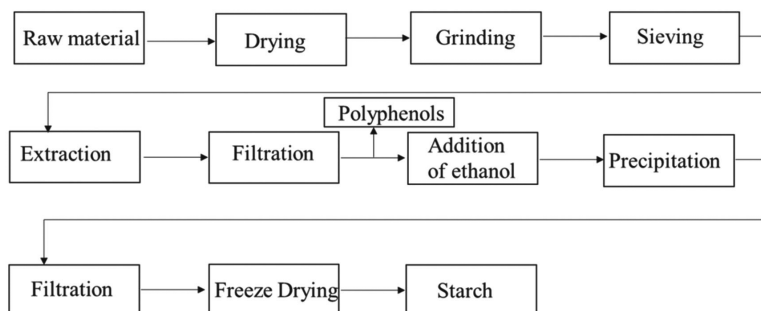 Raw material
Drying
Grinding
Sieving
Polyphenols
Extraction
Filtration
Addition
of ethanol
Precipitation
Filtration
Freeze Drying
Starch